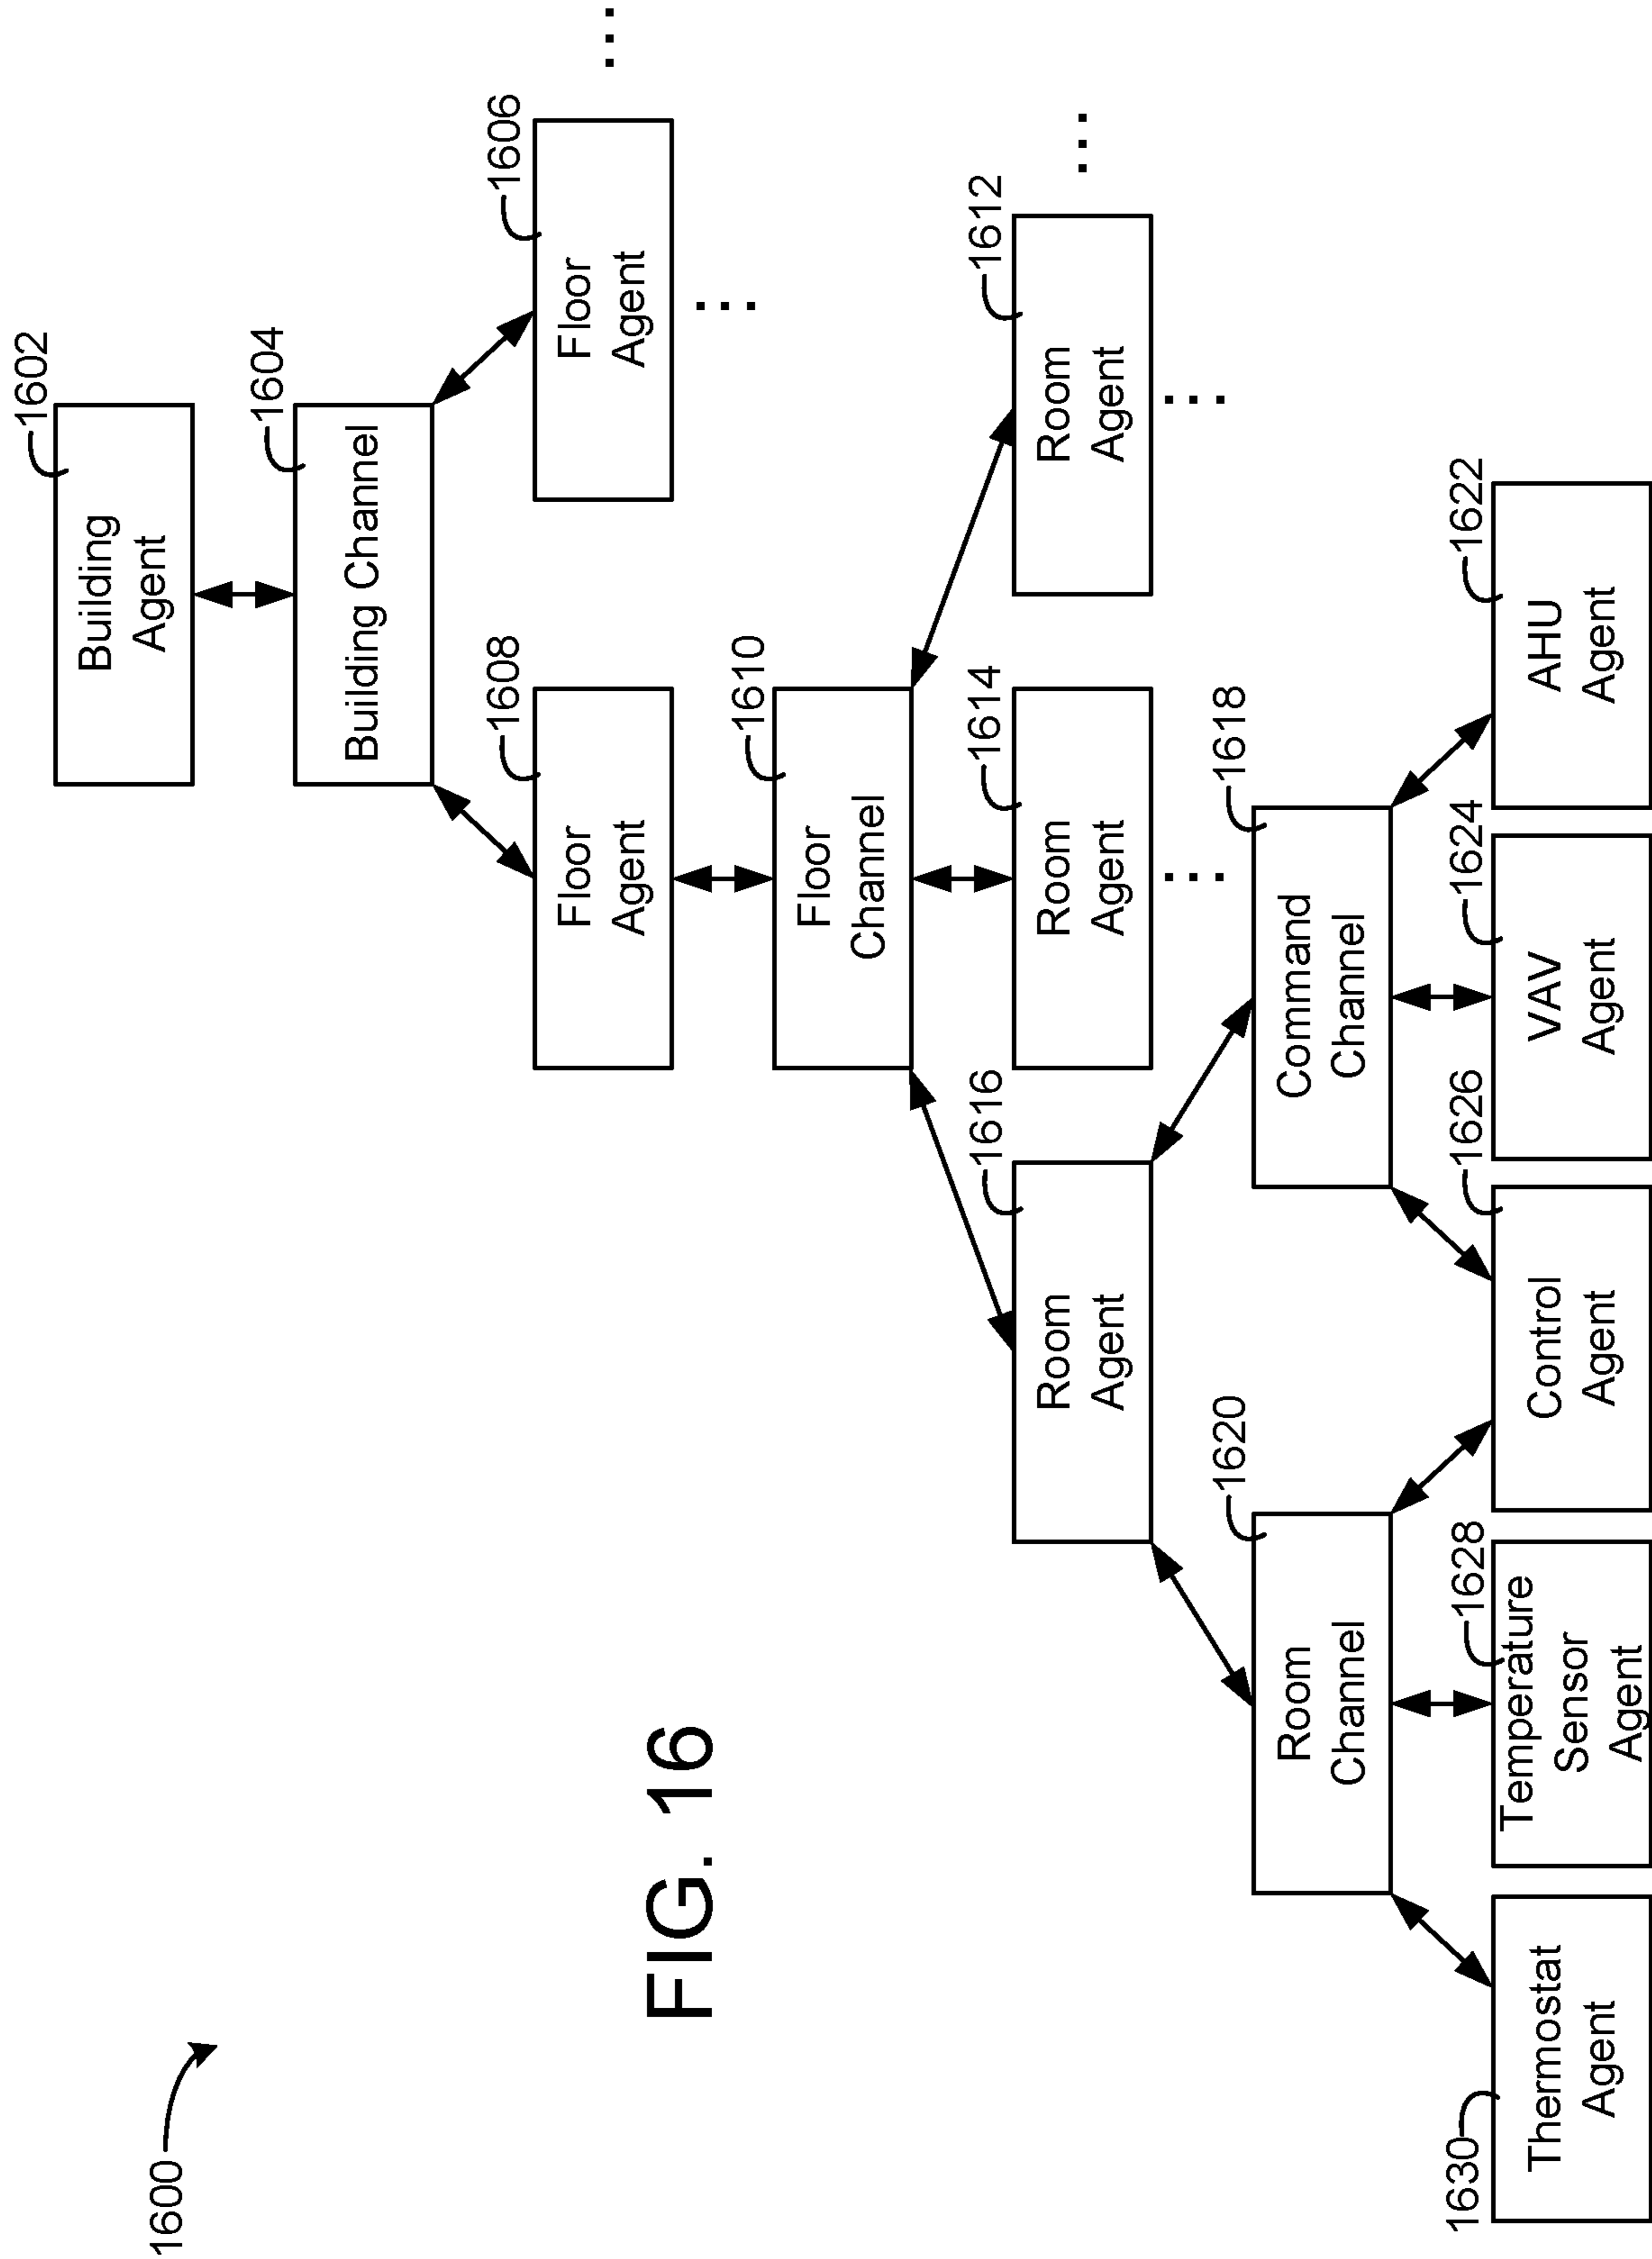 1600
1602
Building
Agent
1604
Building Channel
1608
Floor
Agent
1606
Floor
Agent
...
...
1610
Floor
Channel
1616
Room
Agent
1614
Room
Agent
...
1612
Room
Agent
...
...
1620
Room
Channel
1618
Command
Channel
1630
Thermostat
Agent
1628
Temperature
Sensor
Agent
1626
Control
Agent
1624
VAV
Agent
1622
AHU
Agent
FIG. 16